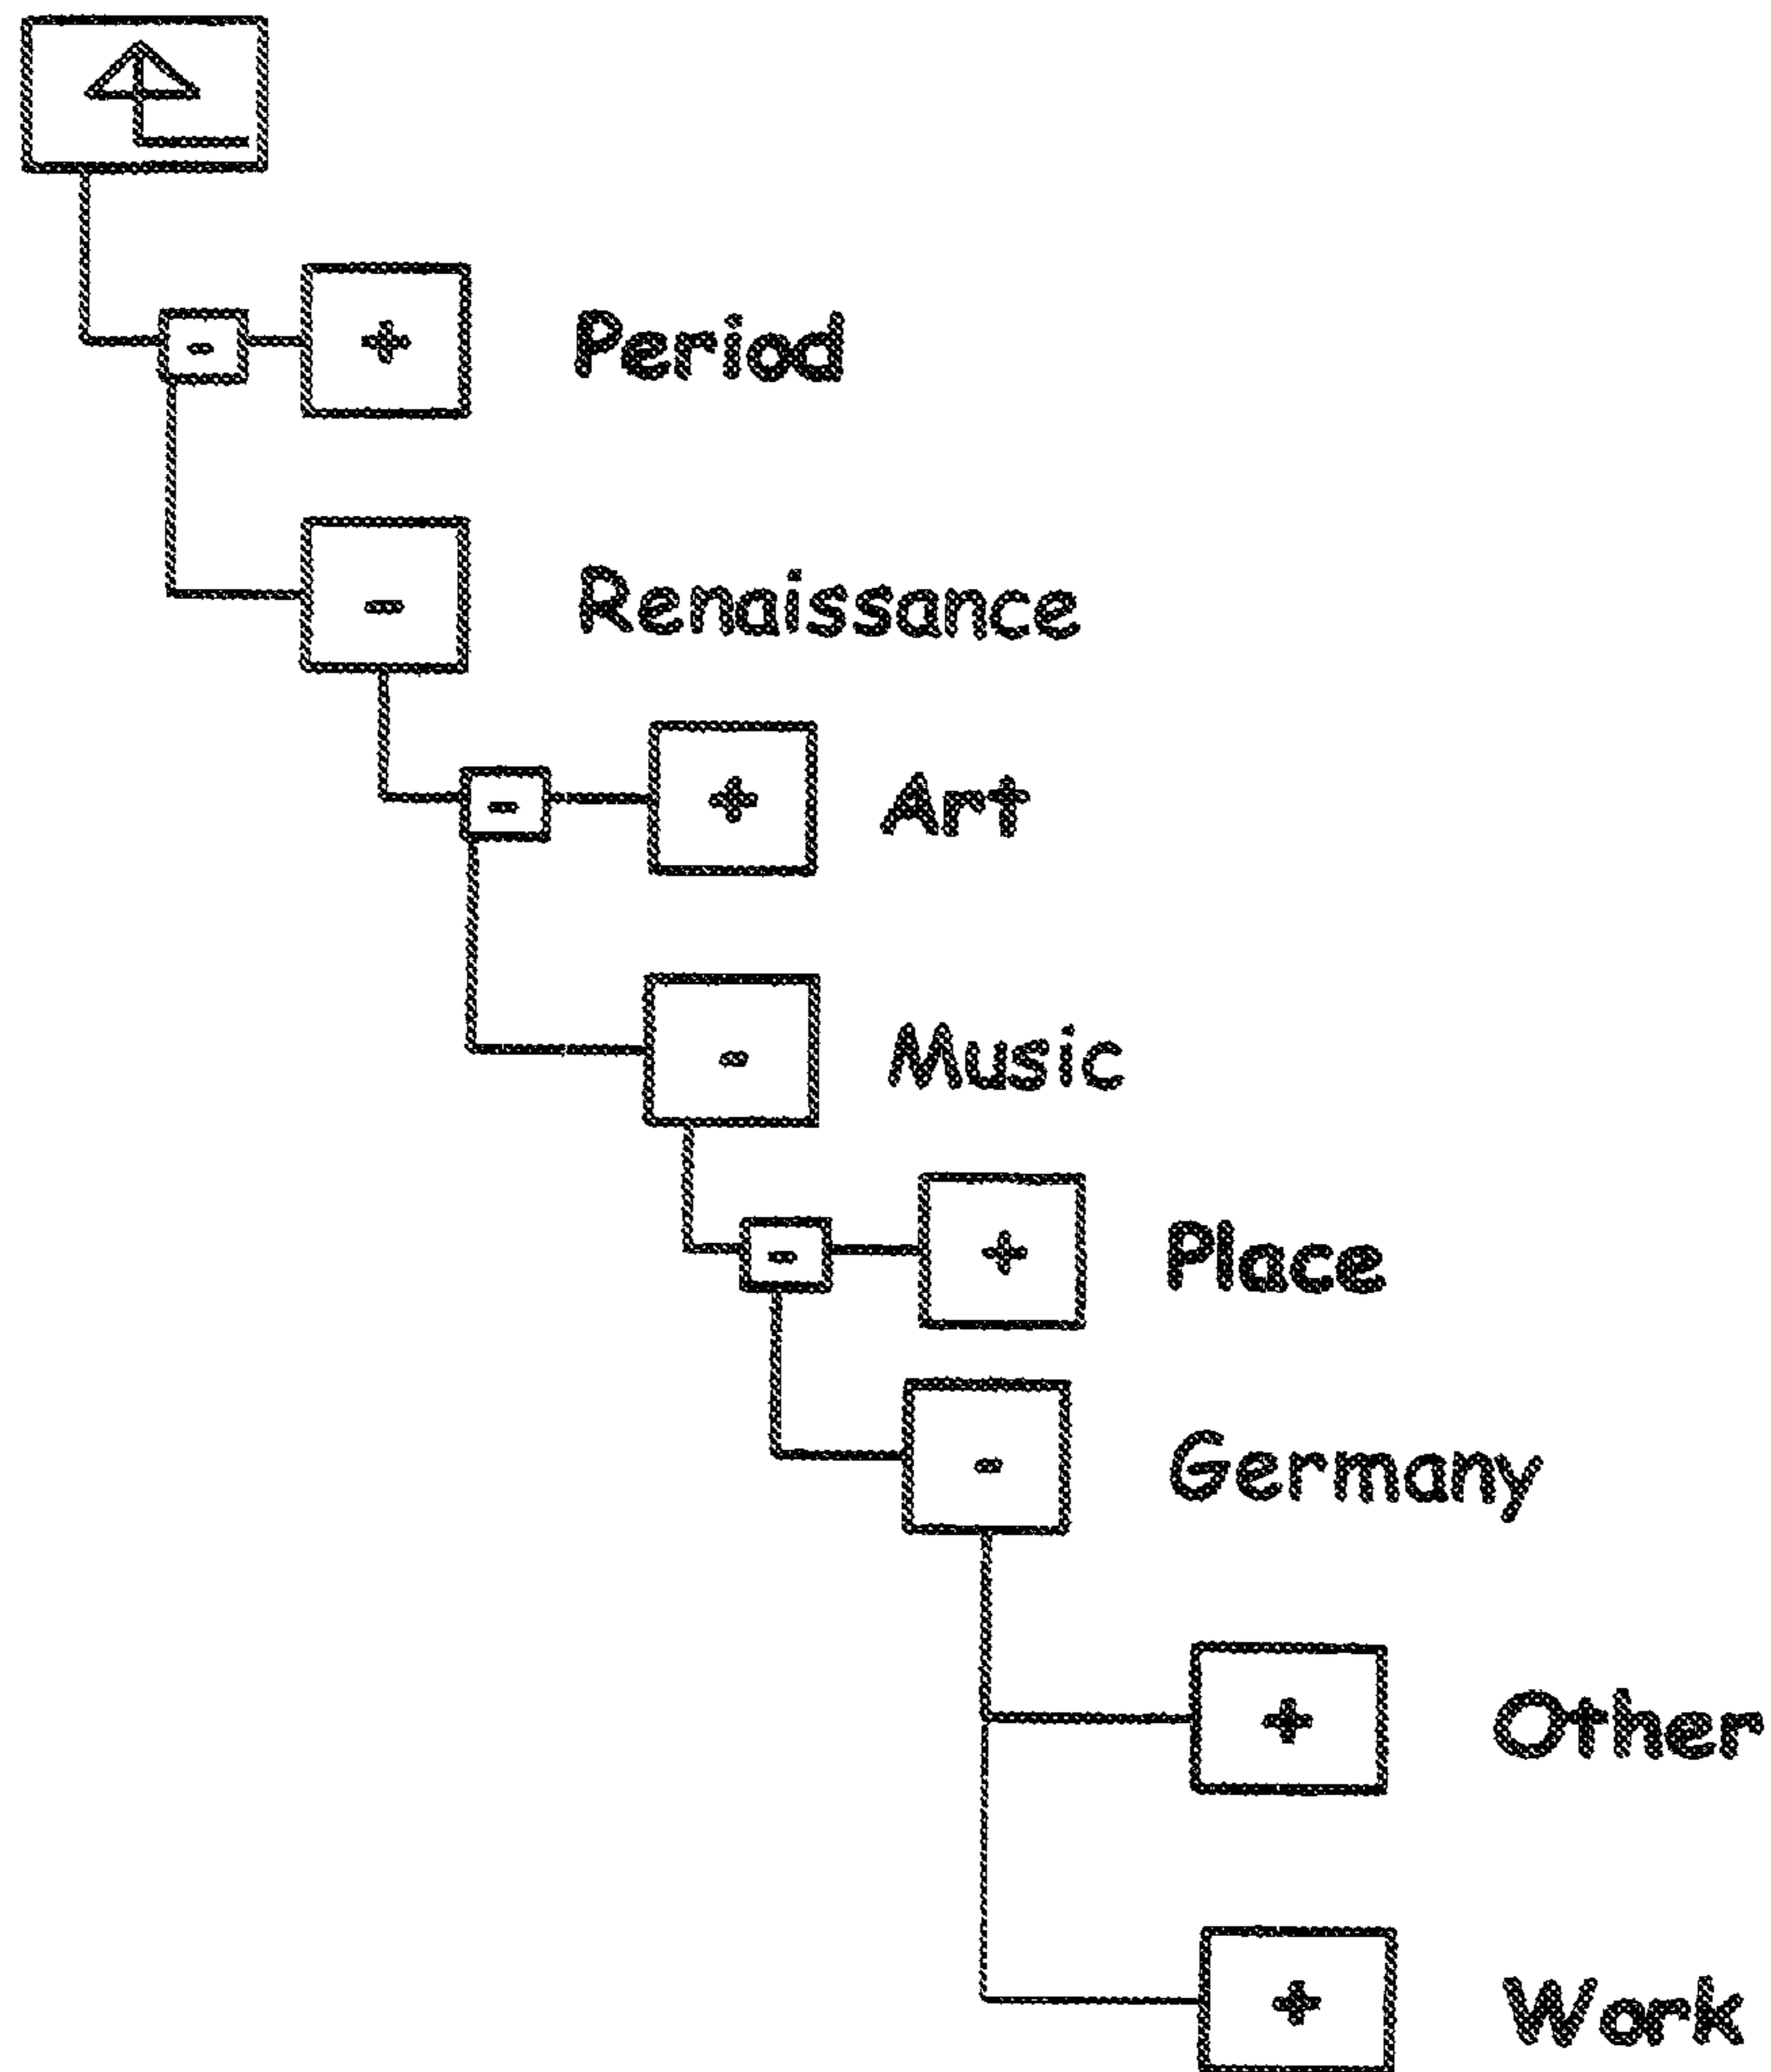 + Period
-
- Renaissance
+ Art
-
- Music
+ Place
-
- Germany
+ Other
+ Work